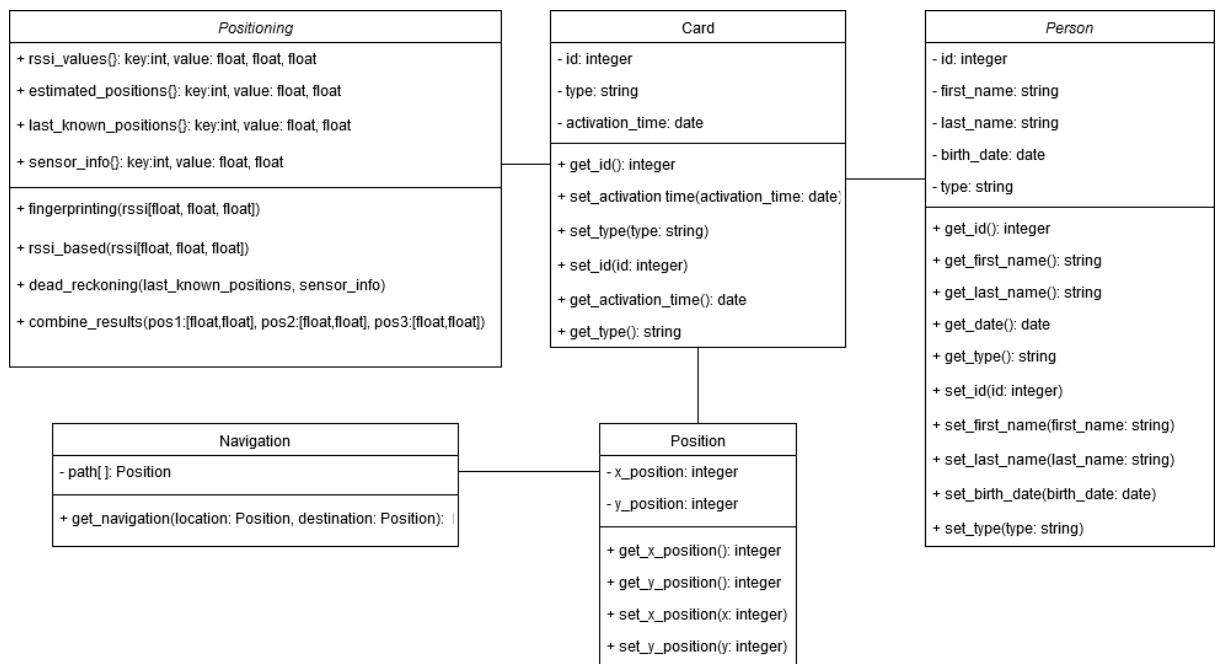 Positioning
+ rssi_values{}: key:int, value: float, float, float
+ estimated_positions{}: key:int, value: float, float
+ last_known_positions{}: key:int, value: float, float
+ sensor_info{}: key:int, value: float, float
+ fingerprinting(rssi[float, float, float])
+ rssi_based(rssi[float, float, float])
+ dead_reckoning(last_known_positions, sensor_info)
+ combine_results(pos1:[float,float], pos2:[float,float], pos3:[float,float])
Card
- id: integer
- type: string
- activation_time: date
+ get_id(): integer
+ set_activation time(activation_time: date)
+ set_type(type: string)
+ set_id(id: integer)
+ get_activation_time(): date
+ get_type(): string
Person
- id: integer
- first_name: string
- last_name: string
- birth_date: date
- type: string
+ get_id(): integer
+ get_first_name(): string
+ get_last_name(): string
+ get_date(): date
+ get_type(): string
+ set_id(id: integer)
+ set_first_name(first_name: string)
+ set_last_name(last_name: string)
+ set_birth_date(birth_date: date)
+ set_type(type: string)
Navigation
- path[ ]: Position
+ get_navigation(location: Position, destination: Position):
Position
- x_position: integer
- y_position: integer
+ get_x_position(): integer
+ get_y_position(): integer
+ set_x_position(x: integer)
+ set_y_position(y: integer)